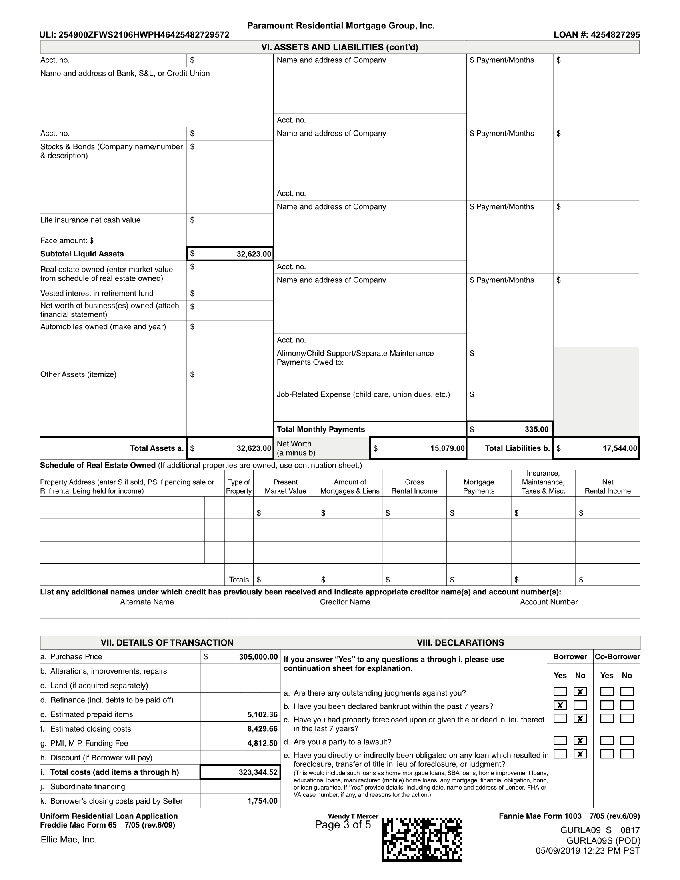 Paramount Residential Mortgage Group, Inc.
ULI: 254900ZFWS2106HWPH46425482729572 LOAN #: 4254827295
VI. ASSETS AND LIABILITIES (cont'd)
Acct. no. $ Name and address of Company $ Payment/Months $
Name and address of Bank, S&L, or Credit Union
Acct. no.
Acct. no. $ Name and address of Company $ Payment/Months $
Stocks & Bonds (Company name/number $
& description)
Acct. no.
Name and address of Company $ Payment/Months $
Life insurance net cash value $
Face amount: $
Subtotal Liquid Assets $ 32,623.00
Real estate owned (enter market value $ Acct. no.
from schedule of real estate owned) Name and address of Company $ Payment/Months $
Vested interest in retirement fund $
Net worth of business(es) owned (attach $
financial statement)
Automobiles owned (make and year) $
Acct. no.
Alimony/Child Support/Separate Maintenance $
Payments Owed to:
Other Assets (itemize) $
Job-Related Expense (child care, union dues, etc.) $
Total Monthly Payments $ 335.00
Total Assets a. $ 32,623.00 Net Worth $ 15,079.00 Total Liabilities b. $ 17,544.00
(a minus b)
Schedule of Real Estate Owned (If additional properties are owned, use continuation sheet.)
Property Address (enter S if sold, PS if pending sale or R if rental being held for income) Type of Property Present Market Value Amount of Mortgages & Liens Gross Rental Income Mortgage Payments Insurance, Maintenance, Taxes & Misc. Net Rental Income
$ $ $ $ $ $
Totals $ $ $ $ $ $
List any additional names under which credit has previously been received and indicate appropriate creditor name(s) and account number(s):
Alternate Name Creditor Name Account Number
VII. DETAILS OF TRANSACTION VIII. DECLARATIONS
a. Purchase Price $ 305,000.00
b. Alterations, improvements, repairs
c. Land (if acquired separately)
d. Refinance (incl. debts to be paid off)
e. Estimated prepaid items 5,102.36
f. Estimated closing costs 8,429.66
g. PMI, MIP, Funding Fee 4,812.50
h. Discount (if Borrower will pay)
i. Total costs (add items a through h) 323,344.52
j. Subordinate financing
k. Borrower's closing costs paid by Seller 1,754.00
If you answer "Yes" to any questions a through i, please use Borrower Co-Borrower
continuation sheet for explanation. Yes No Yes No
a. Are there any outstanding judgments against you? X
b. Have you been declared bankrupt within the past 7 years? X
c. Have you had property foreclosed upon or given title or deed in lieu thereof X
in the last 7 years?
d. Are you a party to a lawsuit? X
e. Have you directly or indirectly been obligated on any loan which resulted in X
foreclosure, transfer of title in lieu of foreclosure, or judgment?
(This would include such loans as home mortgage loans, SBA loans, home improvement loans,
educational loans, manufactured (mobile) home loans, any mortgage, financial obligation, bond,
or loan guarantee. If "Yes," provide details, including date, name and address of Lender, FHA or
VA case number, if any, and reasons for the action.)
Uniform Residential Loan Application Wendy T Mercer Fannie Mae Form 1003 7/05 (rev.6/09)
Freddie Mac Form 65 7/05 (rev.6/09) Page 3 of 5
GURLA09 S 0817
Ellie Mae, Inc. GURLA09S (POD)
05/09/2019 12:23 PM PST